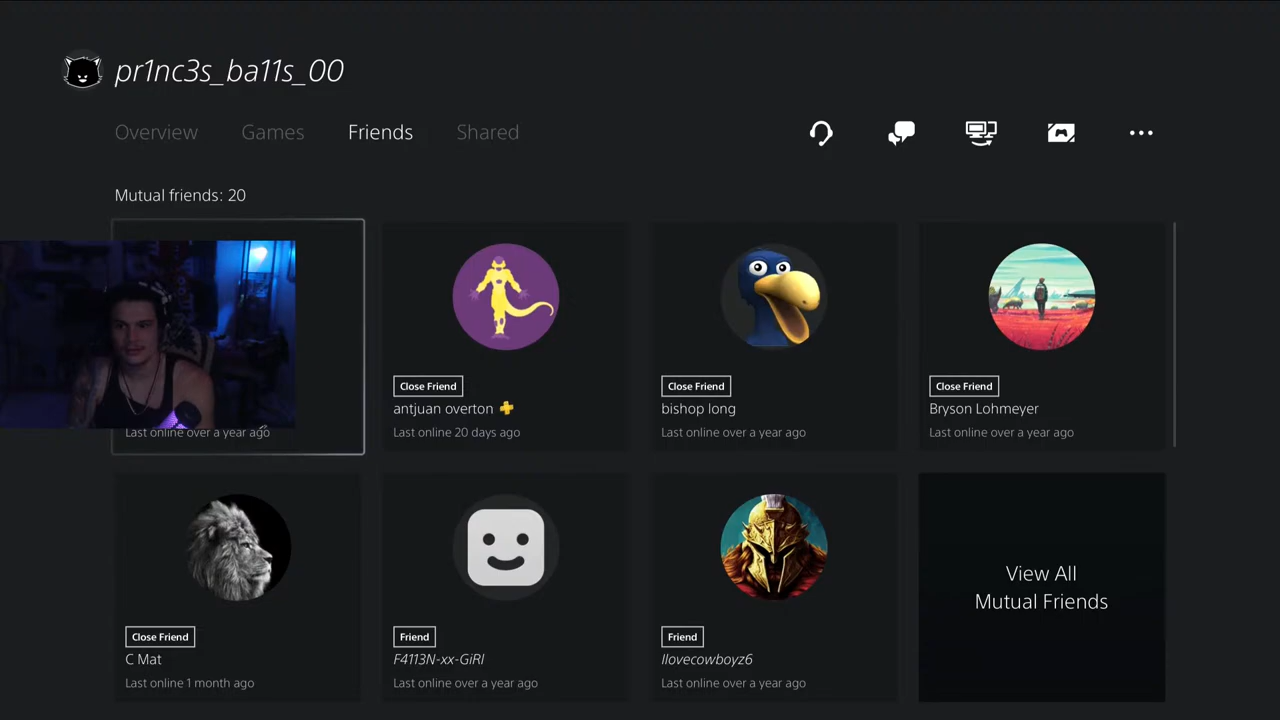 pr1nc3s_ba11s_00
Overview Games Friends Shared
Mutual friends: 20
Close Friend
antjuan overton
Last online 20 days ago
Close Friend
bishop long
Last online over a year ago
Close Friend
Bryson Lohmeyer
Last online over a year ago
Last online over a year ago
Close Friend
C Mat
Last online 1 month ago
Friend
F4113N-xx-GiRl
Last online over a year ago
Friend
Ilovecowboyz6
Last online over a year ago
View All
Mutual Friends